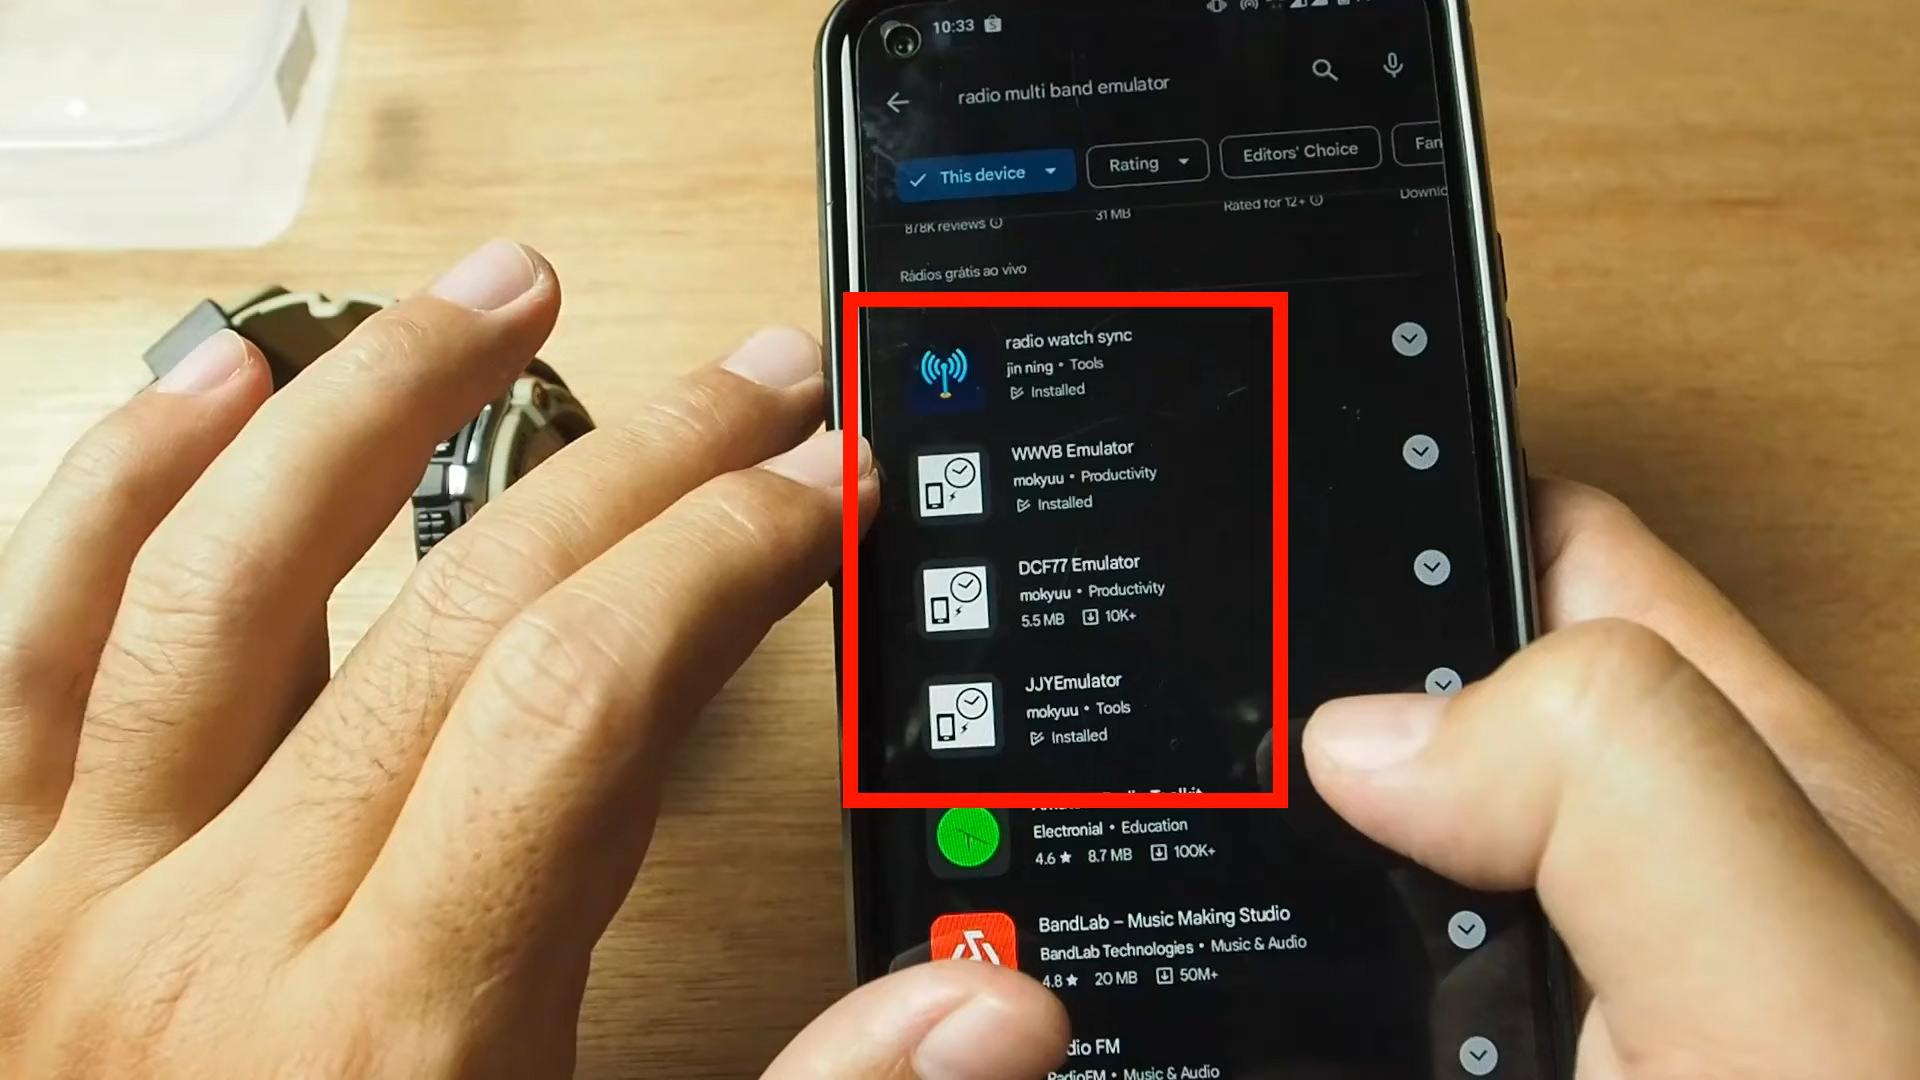 10:33
radio multi band emulator
This device
Rating
Editors' Choice
878K reviews
31 MB
Rated for 12+
Rádios grátis ao vivo
radio watch sync
jin ning • Tools
Installed
WWVB Emulator
mokyuu • Productivity
Installed
DCF77 Emulator
mokyuu • Productivity
5.5 MB 10K+
JJYEmulator
mokyuu • Tools
Installed
Electronial • Education
4.6 ★ 8.7 MB 100K+
BandLab – Music Making Studio
BandLab Technologies • Music & Audio
4.8 ★ 20 MB 50M+
dio FM
RadioFM • Music & Audio